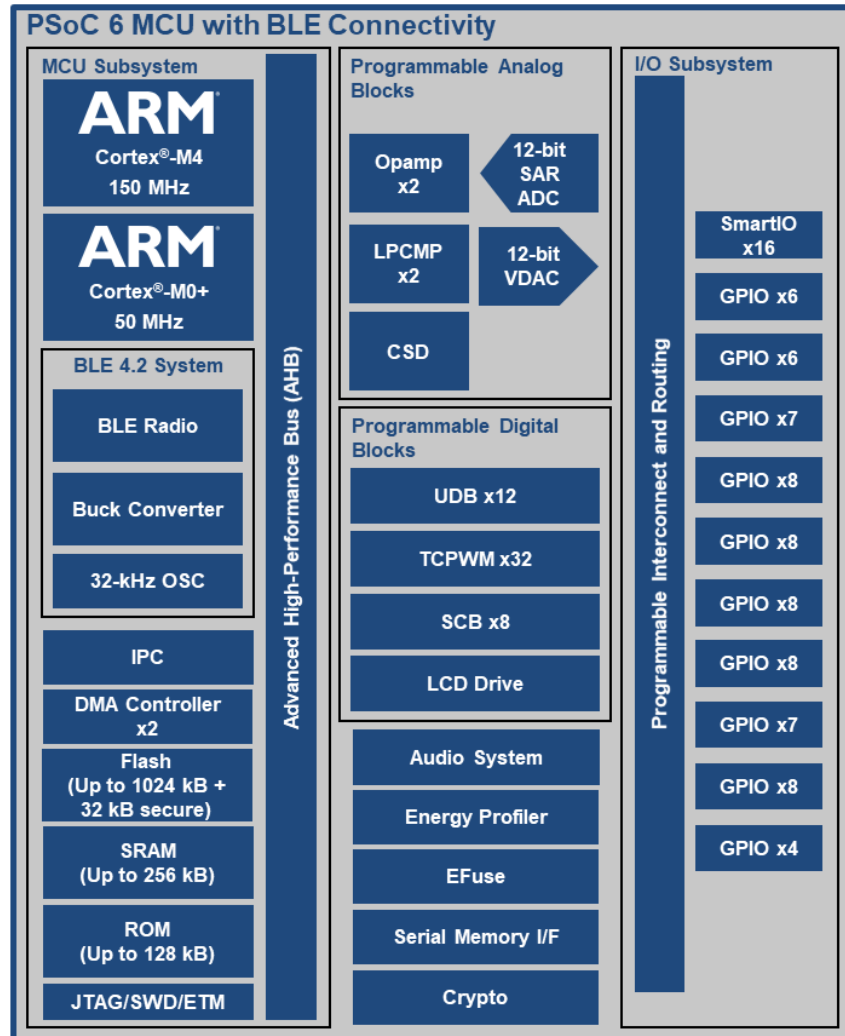 PSoC 6 MCU with BLE Connectivity
MCU Subsystem
ARM®
Cortex®-M4
150 MHz
ARM®
Cortex®-M0+
50 MHz
BLE 4.2 System
BLE Radio
Buck Converter
32-kHz OSC
IPC
DMA Controller
x2
Flash
(Up to 1024 kB +
32 kB secure)
SRAM
(Up to 256 kB)
ROM
(Up to 128 kB)
JTAG/SWD/ETM
Advanced High-Performance Bus (AHB)
Programmable Analog
Blocks
Opamp
x2
12-bit
SAR
ADC
LPCMP
x2
12-bit
VDAC
CSD
Programmable Digital
Blocks
UDB x12
TCPWM x32
SCB x8
LCD Drive
Audio System
Energy Profiler
EFuse
Serial Memory I/F
Crypto
I/O Subsystem
Programmable Interconnect and Routing
SmartIO
x16
GPIO x6
GPIO x6
GPIO x7
GPIO x8
GPIO x8
GPIO x8
GPIO x8
GPIO x7
GPIO x8
GPIO x4